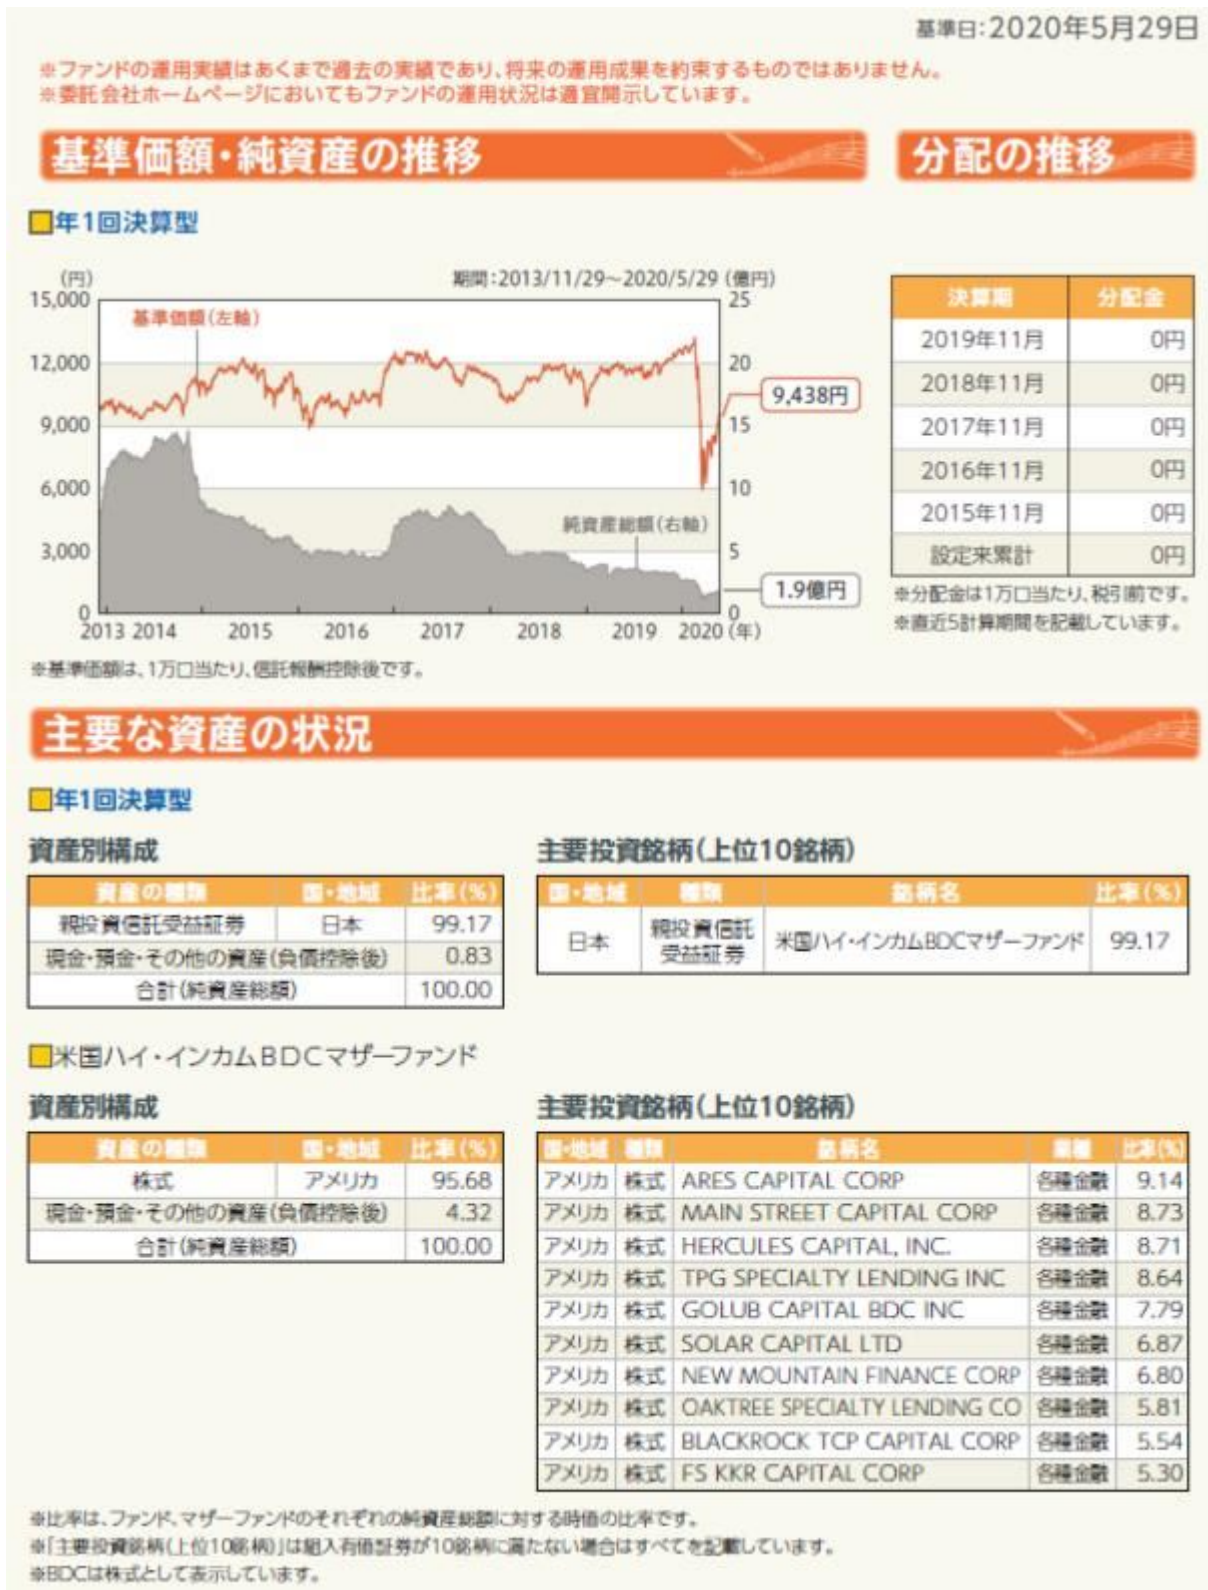 基準日:2020年5月29日
※ファンドの運用実績はあくまで過去の実績であり、将来の運用成果を約束するものではありません。
※委託会社ホームページにおいてもファンドの運用状況は適宜開示しています。
基準価額・純資産の推移
分配の推移
年1回決算型
(円)
期間:2013/11/29～2020/5/29
(億円)
15,000
12,000
9,000
6,000
3,000
0
25
20
15
10
5
0
基準価額(左軸)
純資産総額(右軸)
9,438円
1.9億円
2013 2014 2015 2016 2017 2018 2019 2020 (年)
※基準価額は、1万口当たり、信託報酬控除後です。
決算期 分配金
2019年11月 0円
2018年11月 0円
2017年11月 0円
2016年11月 0円
2015年11月 0円
設定来累計 0円
※分配金は1万口当たり、税引前です。
※直近5計算期間を記載しています。
主要な資産の状況
年1回決算型
資産別構成
資産の種類 国・地域 比率(%)
親投資信託受益証券 日本 99.17
現金・預金・その他の資産(負債控除後) 0.83
合計(純資産総額) 100.00
主要投資銘柄(上位10銘柄)
国・地域 種類 銘柄名 比率(%)
日本 親投資信託受益証券 米国ハイ・インカムBDCマザーファンド 99.17
米国ハイ・インカムBDCマザーファンド
資産別構成
資産の種類 国・地域 比率(%)
株式 アメリカ 95.68
現金・預金・その他の資産(負債控除後) 4.32
合計(純資産総額) 100.00
主要投資銘柄(上位10銘柄)
国・地域 種類 銘柄名 業種 比率(%)
アメリカ 株式 ARES CAPITAL CORP 各種金融 9.14
アメリカ 株式 MAIN STREET CAPITAL CORP 各種金融 8.73
アメリカ 株式 HERCULES CAPITAL, INC. 各種金融 8.71
アメリカ 株式 TPG SPECIALTY LENDING INC 各種金融 8.64
アメリカ 株式 GOLUB CAPITAL BDC INC 各種金融 7.79
アメリカ 株式 SOLAR CAPITAL LTD 各種金融 6.87
アメリカ 株式 NEW MOUNTAIN FINANCE CORP 各種金融 6.80
アメリカ 株式 OAKTREE SPECIALTY LENDING CO 各種金融 5.81
アメリカ 株式 BLACKROCK TCP CAPITAL CORP 各種金融 5.54
アメリカ 株式 FS KKR CAPITAL CORP 各種金融 5.30
※比率は、ファンド、マザーファンドのそれぞれの純資産総額に対する時価の比率です。
※「主要投資銘柄(上位10銘柄)」は組入有価証券が10銘柄に満たない場合はすべてを記載しています。
※BDCは株式として表示しています。